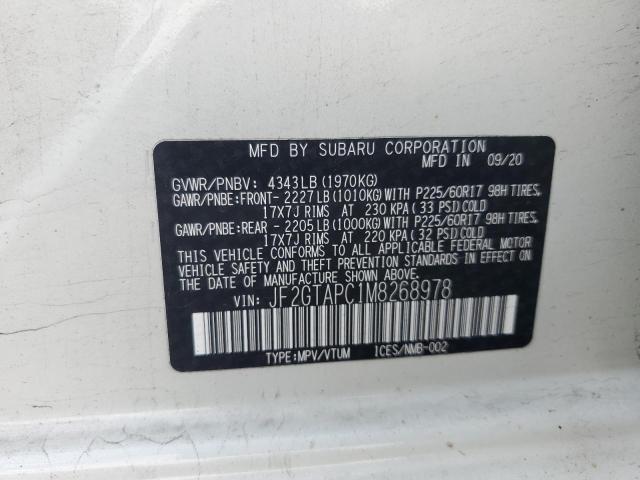 MFD BY SUBARU CORPORATION
MFD IN 09/20
GVWR/PNBV: 4343LB(1970KG)
GAWR/PNBE:FRONT- 2227LB(1010KG)WITH P225/60R17 98H TIRES,
17X7J RIMS AT 230 KPA(33 PSI)COLD
GAWR/PNBE:REAR - 2205LB(1000KG)WITH P225/60R17 98H TIRES,
17X7J RIMS AT 220 KPA(32 PSI)COLD
THIS VEHICLE CONFORMS TO ALL APPLICABLE FEDERAL MOTOR
VEHICLE SAFETY AND THEFT PREVENTION STANDARDS IN EFFECT
ON THE DATE OF MANUFACTURE SHOWN ABOVE.
VIN: JF2GTAPC1M8268978
TYPE:MPV/VTUM ICES/NMB-002